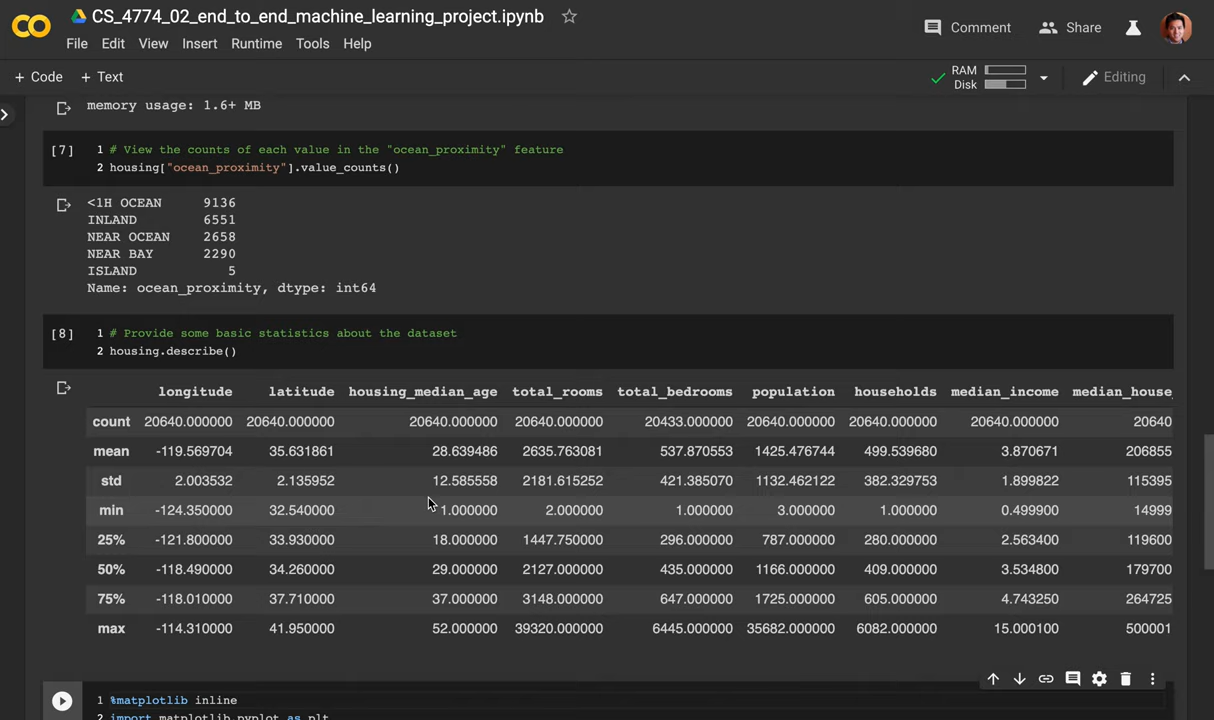 CS_4774_02_end_to_end_machine_learning_project.ipynb
Comment Share
File Edit View Insert Runtime Tools Help
+ Code + Text
RAM
Disk
Editing
memory usage: 1.6+ MB
[7] 1 # View the counts of each value in the "ocean_proximity" feature
2 housing["ocean_proximity"].value_counts()
<1H OCEAN 9136
INLAND 6551
NEAR OCEAN 2658
NEAR BAY 2290
ISLAND 5
Name: ocean_proximity, dtype: int64
[8] 1 # Provide some basic statistics about the dataset
2 housing.describe()
longitude latitude housing_median_age total_rooms total_bedrooms population households median_income median_house_
count 20640.000000 20640.000000 20640.000000 20640.000000 20433.000000 20640.000000 20640.000000 20640.000000 20640
mean -119.569704 35.631861 28.639486 2635.763081 537.870553 1425.476744 499.539680 3.870671 206855
std 2.003532 2.135952 12.585558 2181.615252 421.385070 1132.462122 382.329753 1.899822 115395
min -124.350000 32.540000 1.000000 2.000000 1.000000 3.000000 1.000000 0.499900 14999
25% -121.800000 33.930000 18.000000 1447.750000 296.000000 787.000000 280.000000 2.563400 119600
50% -118.490000 34.260000 29.000000 2127.000000 435.000000 1166.000000 409.000000 3.534800 179700
75% -118.010000 37.710000 37.000000 3148.000000 647.000000 1725.000000 605.000000 4.743250 264725
max -114.310000 41.950000 52.000000 39320.000000 6445.000000 35682.000000 6082.000000 15.000100 500001
1 %matplotlib inline
2 import matplotlib.pyplot as plt